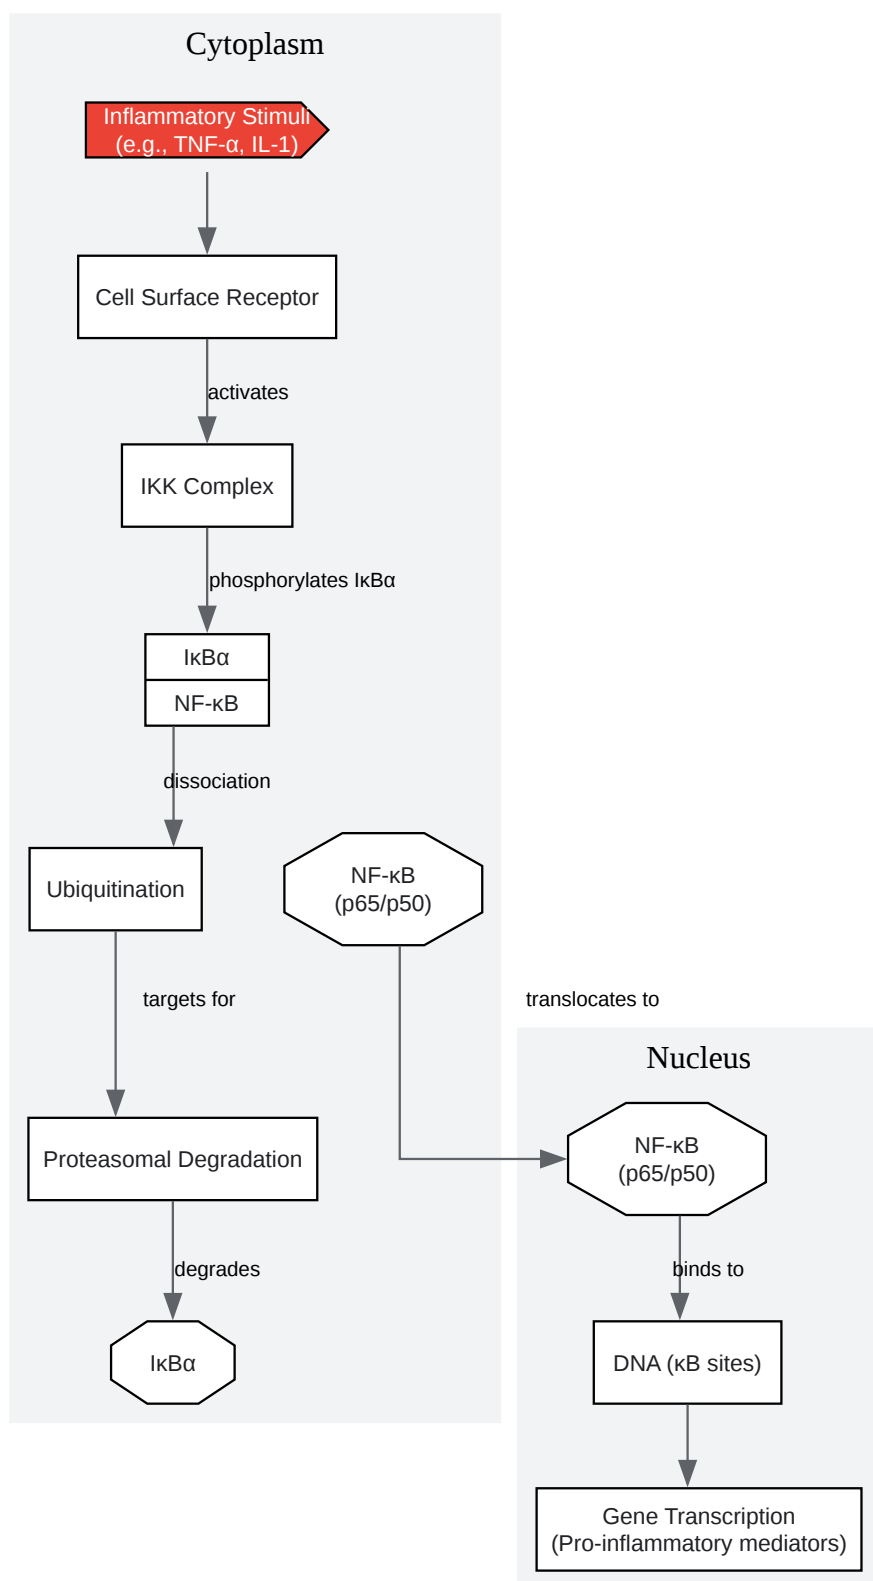 Cytoplasm
Inflammatory Stimuli
(e.g., TNF-α, IL-1)
Cell Surface Receptor
activates
IKK Complex
phosphorylates IκBα
IκBα
NF-κB
dissociation
Ubiquitination
NF-κB
(p65/p50)
targets for
translocates to
Nucleus
Proteasomal Degradation
NF-κB
(p65/p50)
degrades
binds to
IκBα
DNA (κB sites)
Gene Transcription
(Pro-inflammatory mediators)